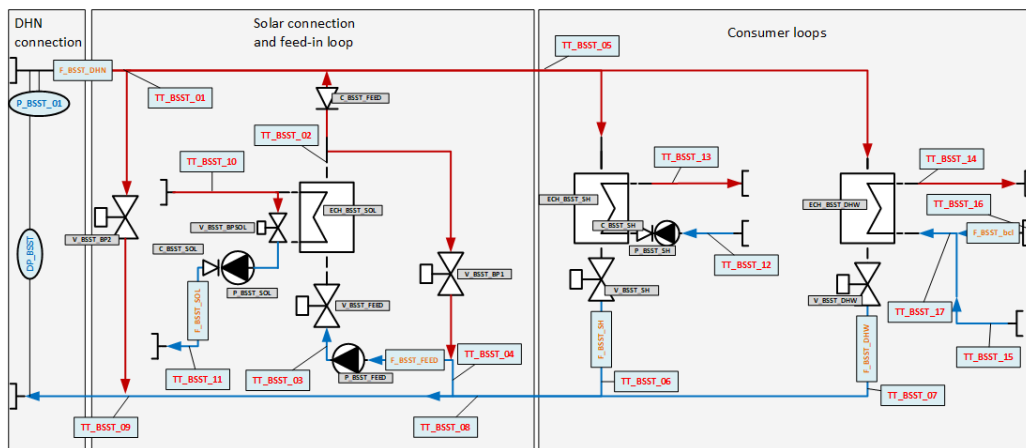 DHN
connection
Solar connection
and feed-in loop
Consumer loops
TT_BSST_05
F_BSST_DHN
P_BSST_01
TT_BSST_01
C_BSST_FEED
TT_BSST_02
TT_BSST_10
TT_BSST_13
TT_BSST_14
ECH_BSST_SH
ECH_BSST_DHW
TT_BSST_16
ECH_BSST_SOL
V_BSST_BPSOL
C_BSST_SH
F_BSST_bcl
V_BSST_BP2
C_BSST_SOL
P_BSST_SH
TT_BSST_12
DP_BSST
V_BSST_BP1
P_BSST_SOL
V_BSST_SH
V_BSST_DHW
V_BSST_FEED
TT_BSST_17
F_BSST_SOL
F_BSST_SH
F_BSST_DHW
TT_BSST_04
F_BSST_FEED
TT_BSST_15
TT_BSST_11
TT_BSST_03
P_BSST_FEED
TT_BSST_06
TT_BSST_07
TT_BSST_09
TT_BSST_08